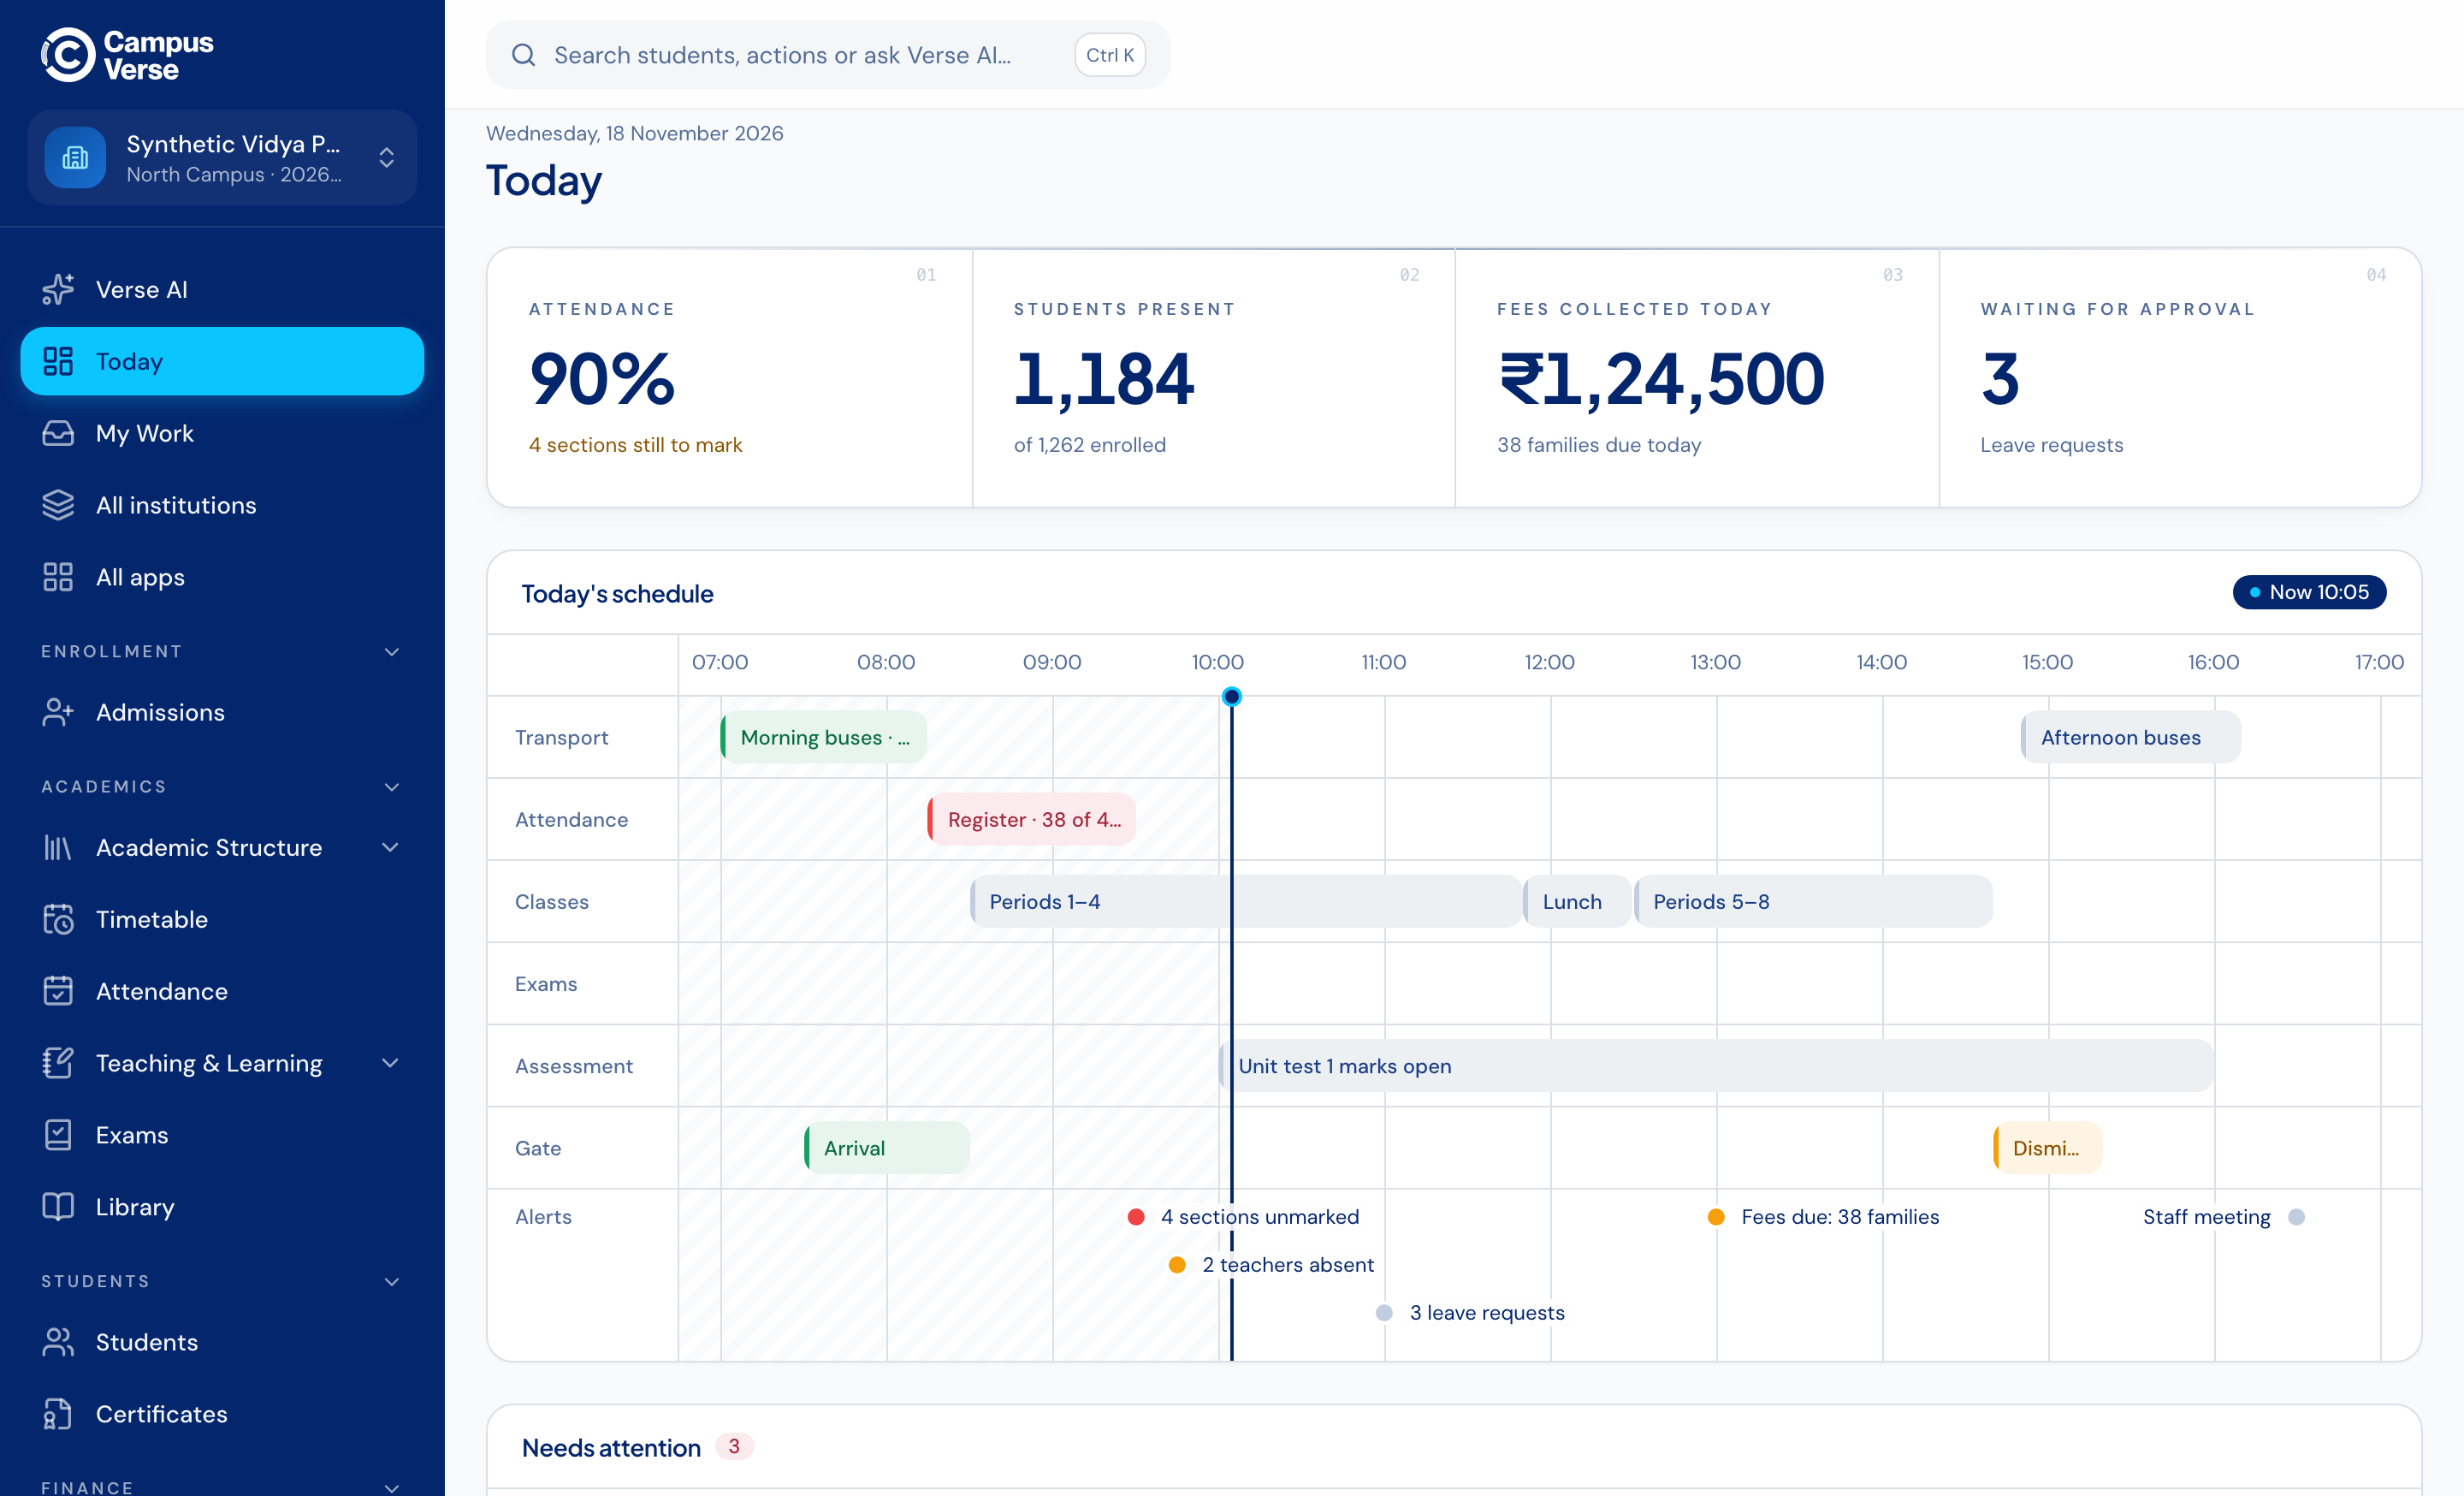 Campus
Verse
Synthetic Vidya P...
North Campus · 2026...
Verse AI
Today
My Work
All institutions
All apps
ENROLLMENT
Admissions
ACADEMICS
Academic Structure
Timetable
Attendance
Teaching & Learning
Exams
Library
STUDENTS
Students
Certificates
FINANCE
Search students, actions or ask Verse AI...
Ctrl K
Wednesday, 18 November 2026
Today
01
ATTENDANCE
90%
4 sections still to mark
02
STUDENTS PRESENT
1,184
of 1,262 enrolled
03
FEES COLLECTED TODAY
₹1,24,500
38 families due today
04
WAITING FOR APPROVAL
3
Leave requests
Today's schedule
Now 10:05
07:00 08:00 09:00 10:00 11:00 12:00 13:00 14:00 15:00 16:00 17:00
Transport
Morning buses · ...
Afternoon buses
Attendance
Register · 38 of 4...
Classes
Periods 1–4
Lunch
Periods 5–8
Exams
Assessment
Unit test 1 marks open
Gate
Arrival
Dismi...
Alerts
4 sections unmarked
Fees due: 38 families
Staff meeting
2 teachers absent
3 leave requests
Needs attention 3